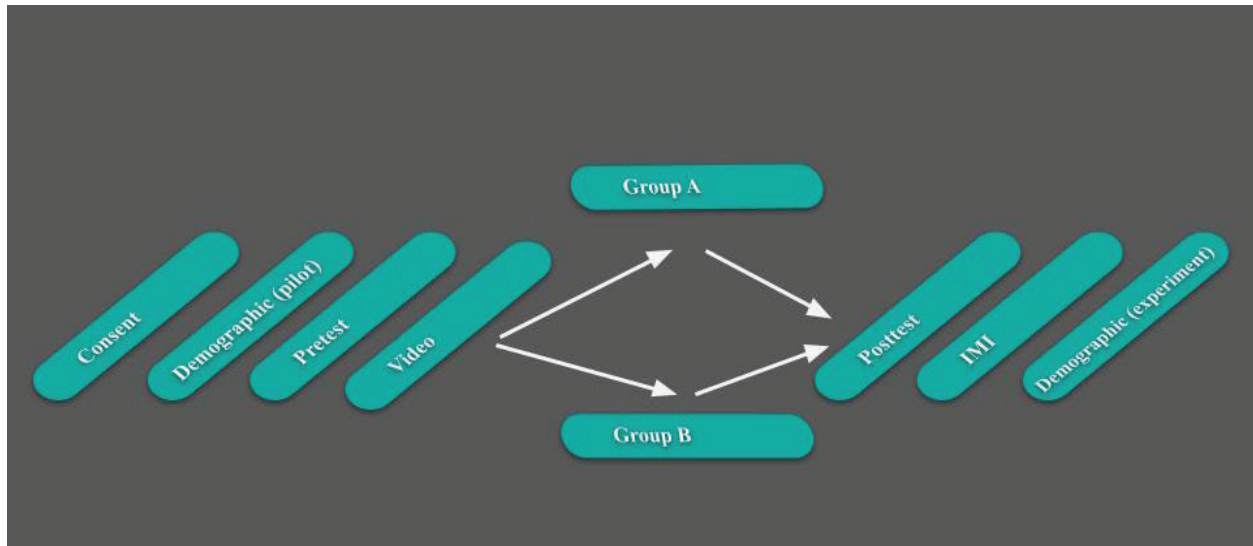 Consent
Demographic (pilot)
Pretest
Video
Group A
Group B
Posttest
IMI
Demographic (experiment)